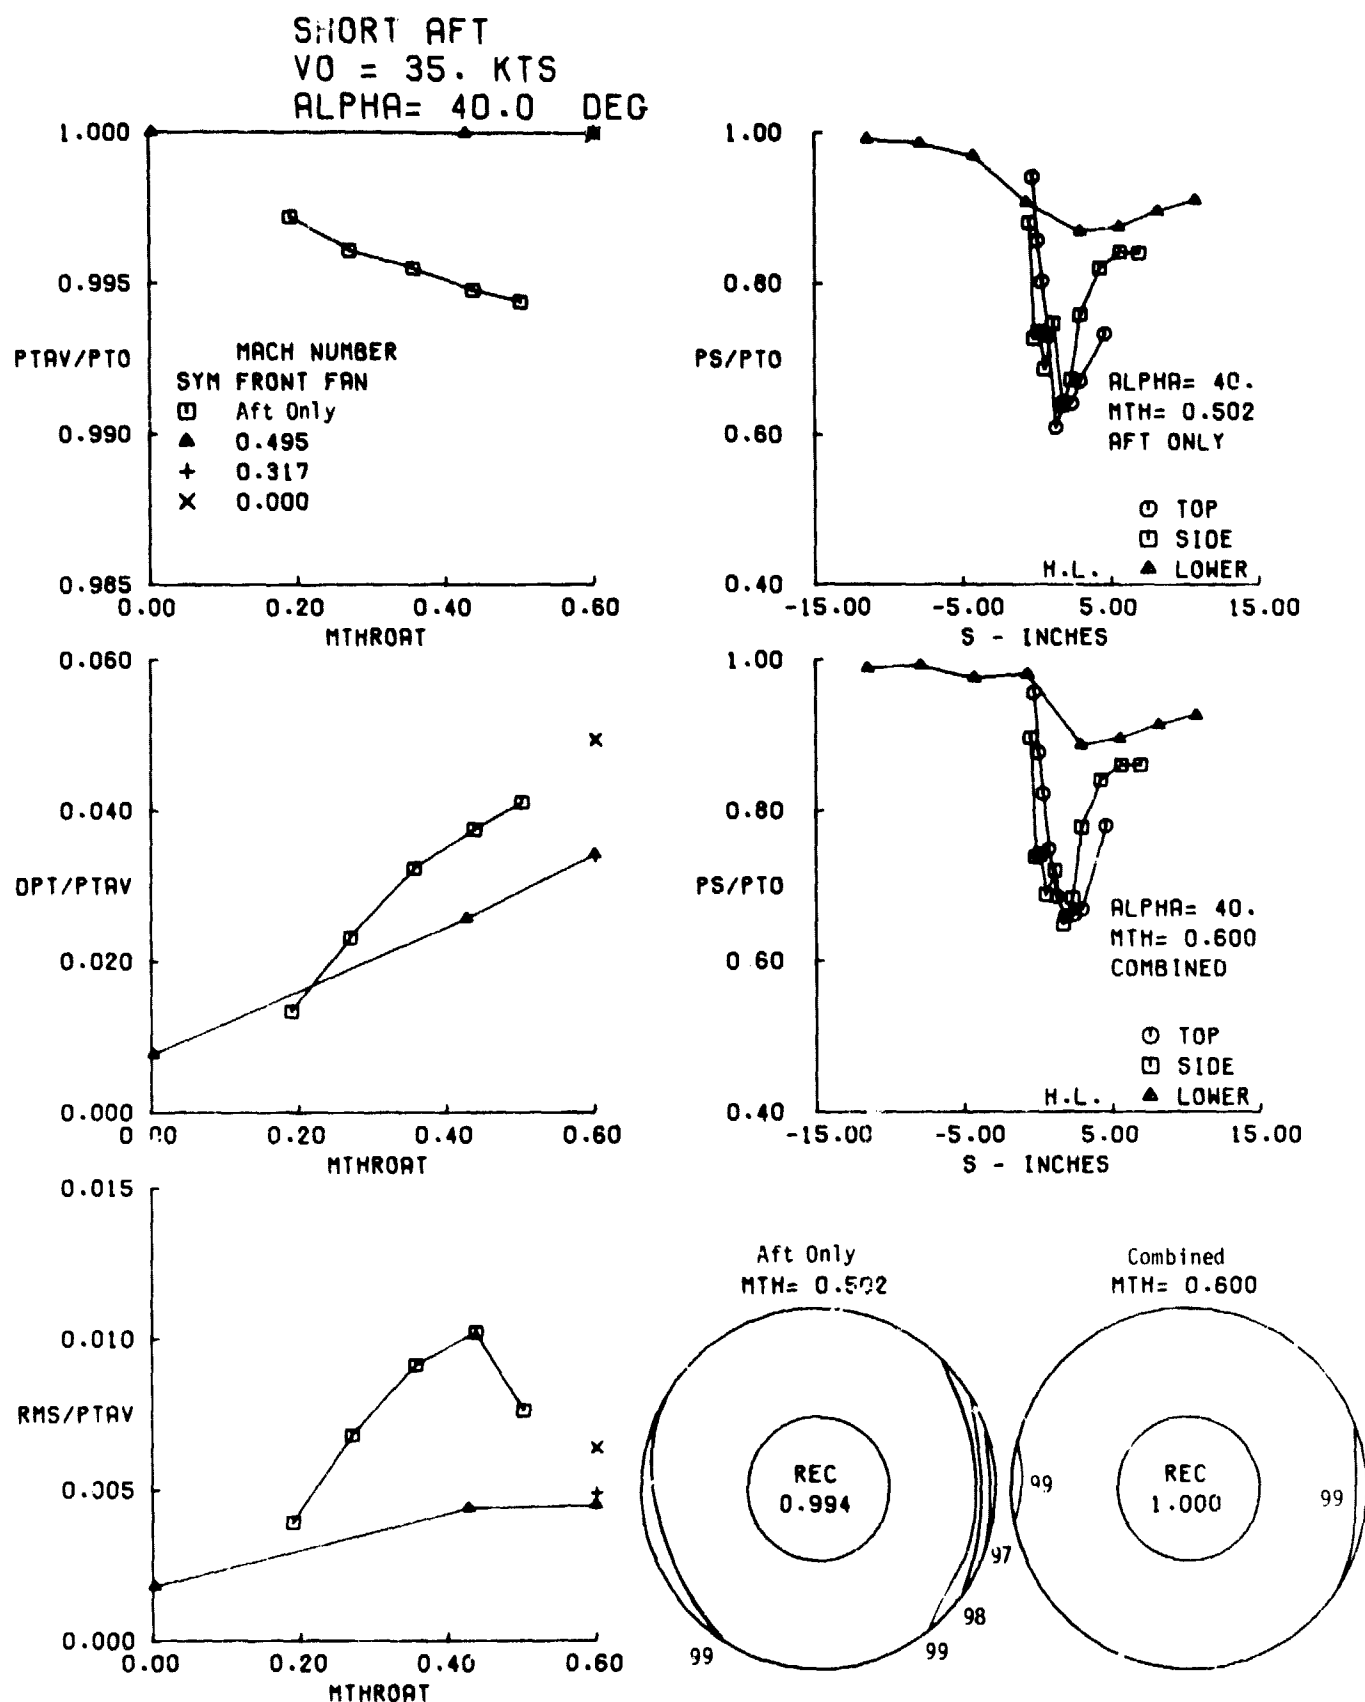 SHORT AFT
VO = 35. KTS
ALPHA= 40.0 DEG
1.000
0.995
PTAV/PTO
0.990
0.985
0.00 0.20 0.40 0.60
MTHROAT
MACH NUMBER
SYM FRONT FAN
Aft Only
0.495
0.317
0.000
1.00
0.80
PS/PTO
0.60
0.40
-15.00 -5.00 5.00 15.00
S - INCHES
ALPHA= 40.
MTH= 0.502
AFT ONLY
TOP
SIDE
H.L. LOWER
0.060
0.040
DPT/PTAV
0.020
0.000
0.00 0.20 0.40 0.60
MTHROAT
1.00
0.80
PS/PTO
0.60
0.40
-15.00 -5.00 5.00 15.00
S - INCHES
ALPHA= 40.
MTH= 0.600
COMBINED
TOP
SIDE
H.L. LOWER
0.015
0.010
RMS/PTAV
0.005
0.000
0.00 0.20 0.40 0.60
MTHROAT
Aft Only
MTH= 0.502
REC
0.994
97
98
99
99
Combined
MTH= 0.600
REC
1.000
99
99